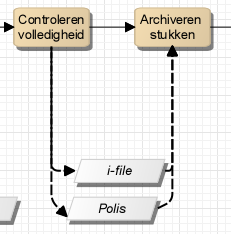 Controleren
volledigheid
Archiveren
stukken
i-file
Polis